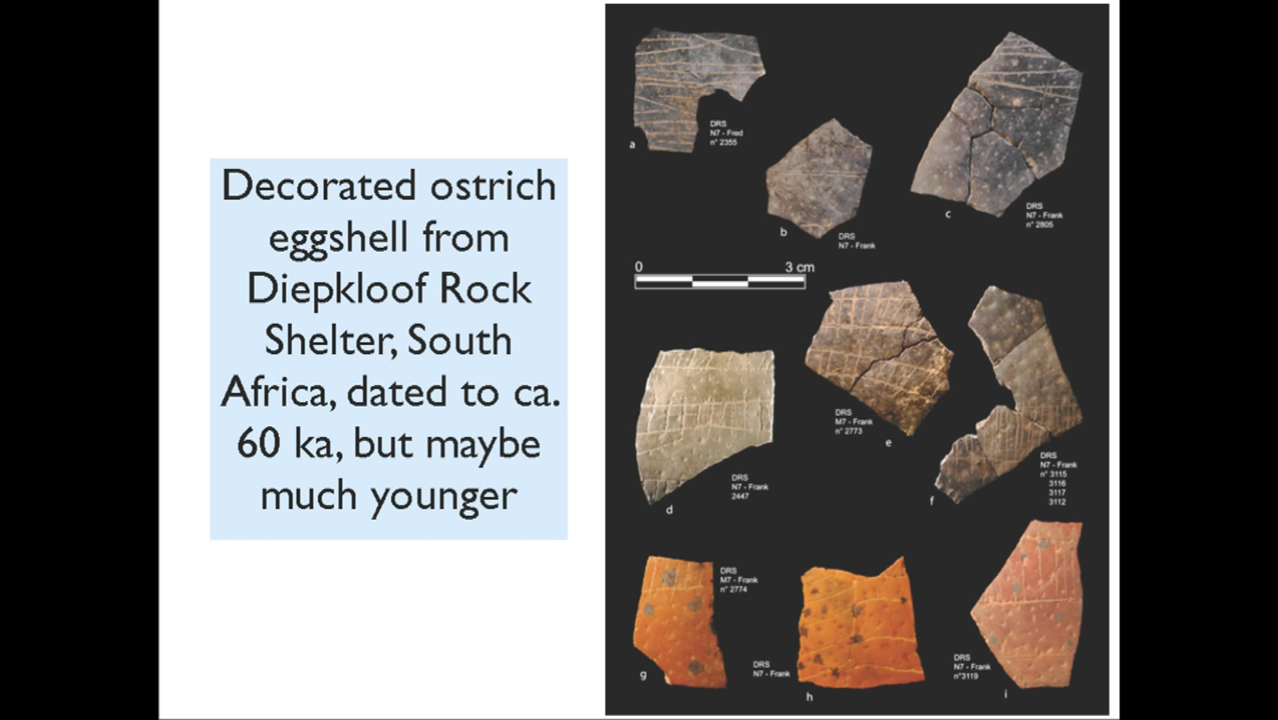 Decorated ostrich
eggshell from
Diepkloof Rock
Shelter, South
Africa, dated to ca.
60 ka, but maybe
much younger
DRS
N7 - Fred
n° 2355
a
b
DRS
N7 - Frank
c
DRS
N7 - Frank
n° 2805
0 3 cm
DRS
N7 - Frank
2447
d
DRS
M7 - Frank
n° 2773
e
DRS
N7 - Frank
n° 3115
3116
3117
3112
f
DRS
M7 - Frank
n° 2774
g
DRS
N7 - Frank
h
DRS
N7 - Frank
n°3119
i